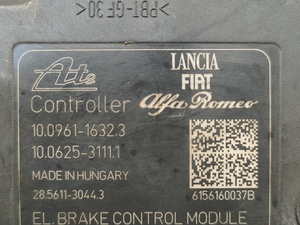 >PBT-GF30<
Ate
LANCIA
FIAT
Controller
Alfa Romeo
10.0961-1632.3
10.0625-3111.1
MADE IN HUNGARY
28.5611-3044.3
6156160037B
EL. BRAKE CONTROL MODULE